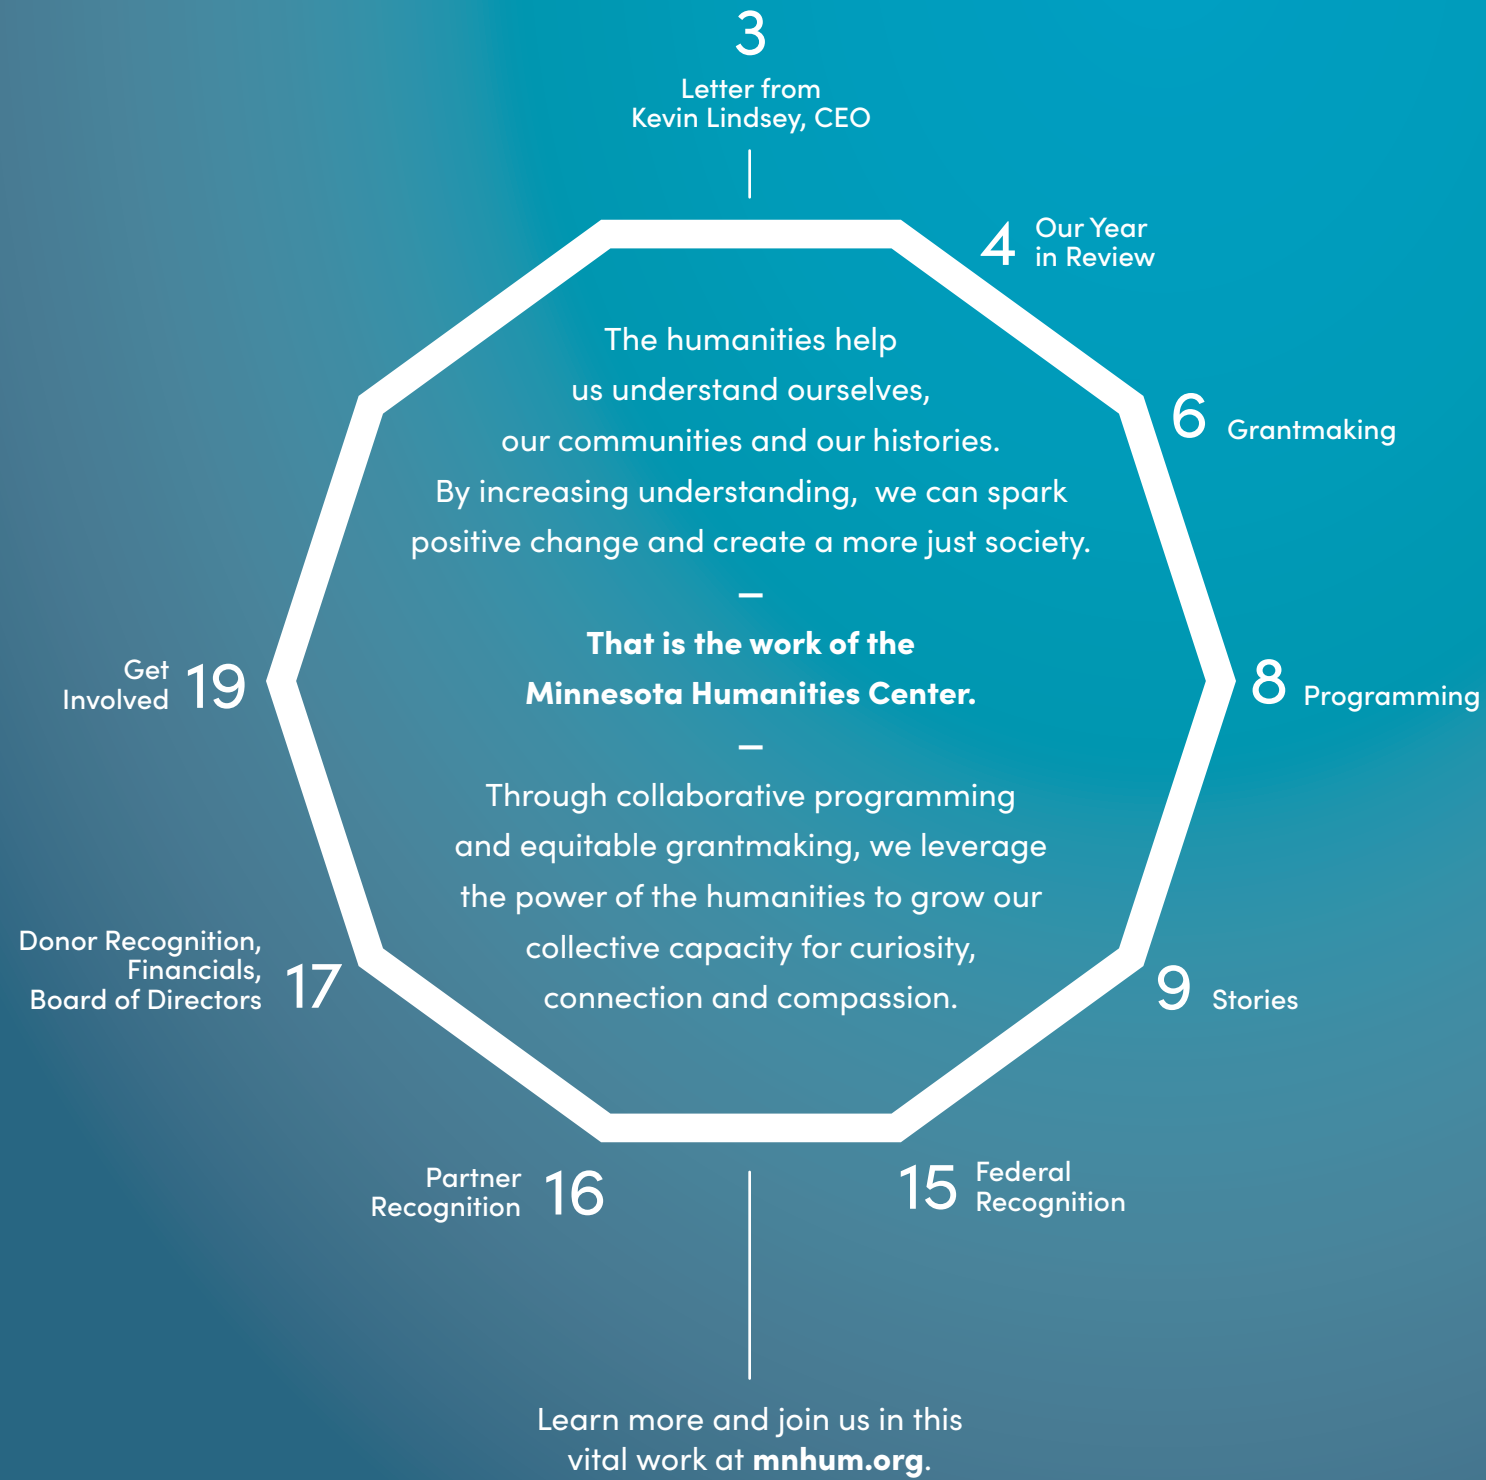 3
Letter from
Kevin Lindsey, CEO
4 Our Year
in Review
6 Grantmaking
8 Programming
9 Stories
15 Federal
Recognition
Partner
Recognition 16
Donor Recognition,
Financials,
Board of Directors 17
Get
Involved 19
The humanities help
us understand ourselves,
our communities and our histories.
By increasing understanding, we can spark
positive change and create a more just society.
–
That is the work of the
Minnesota Humanities Center.
–
Through collaborative programming
and equitable grantmaking, we leverage
the power of the humanities to grow our
collective capacity for curiosity,
connection and compassion.
Learn more and join us in this
vital work at mnhum.org.